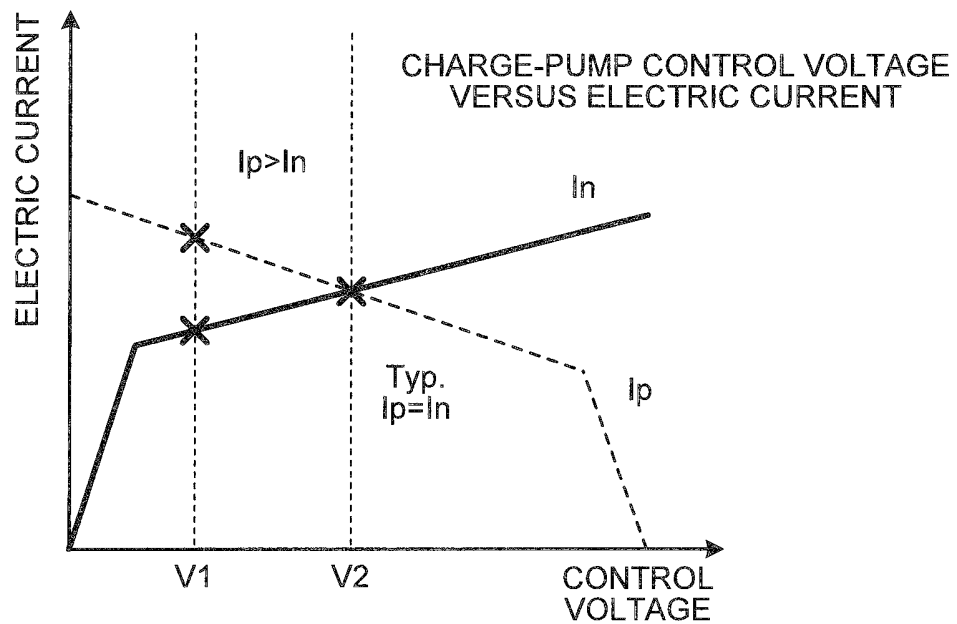 CHARGE-PUMP CONTROL VOLTAGE
VERSUS ELECTRIC CURRENT
ELECTRIC CURRENT
Ip>In
In
Typ.
Ip=In
Ip
V1
V2
CONTROL
VOLTAGE